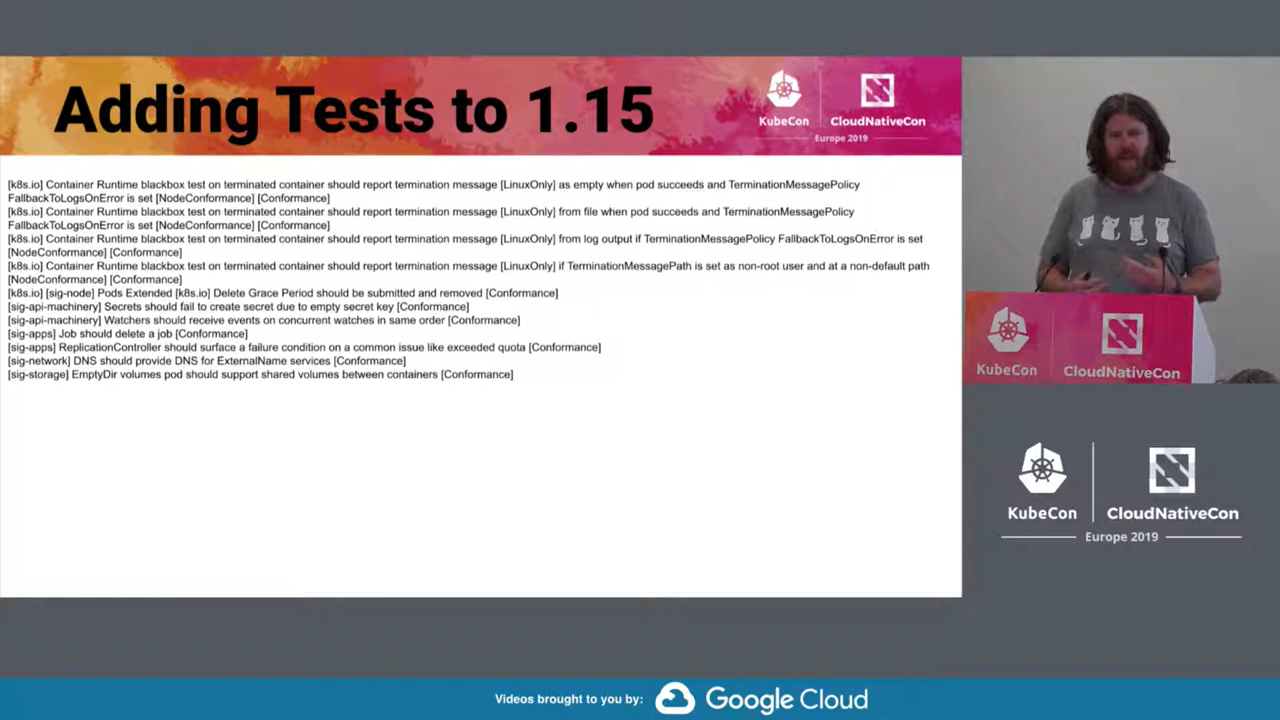 Adding Tests to 1.15
KubeCon
CloudNativeCon
Europe 2019
[k8s.io] Container Runtime blackbox test on terminated container should report termination message [LinuxOnly] as empty when pod succeeds and TerminationMessagePolicy
FallbackToLogsOnError is set [NodeConformance] [Conformance]
[k8s.io] Container Runtime blackbox test on terminated container should report termination message [LinuxOnly] from file when pod succeeds and TerminationMessagePolicy
FallbackToLogsOnError is set [NodeConformance] [Conformance]
[k8s.io] Container Runtime blackbox test on terminated container should report termination message [LinuxOnly] from log output if TerminationMessagePolicy FallbackToLogsOnError is set
[NodeConformance] [Conformance]
[k8s.io] Container Runtime blackbox test on terminated container should report termination message [LinuxOnly] if TerminationMessagePath is set as non-root user and at a non-default path
[NodeConformance] [Conformance]
[k8s.io] [sig-node] Pods Extended [k8s.io] Delete Grace Period should be submitted and removed [Conformance]
[sig-api-machinery] Secrets should fail to create secret due to empty secret key [Conformance]
[sig-api-machinery] Watchers should receive events on concurrent watches in same order [Conformance]
[sig-apps] Job should delete a job [Conformance]
[sig-apps] ReplicationController should surface a failure condition on a common issue like exceeded quota [Conformance]
[sig-network] DNS should provide DNS for ExternalName services [Conformance]
[sig-storage] EmptyDir volumes pod should support shared volumes between containers [Conformance]
KubeCon
CloudNativeCon
KubeCon
CloudNativeCon
Europe 2019
Videos brought to you by:
Google Cloud